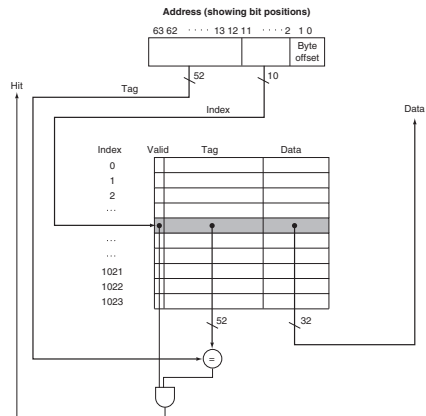 Address (showing bit positions)
63 62 ····· 13 12 11 ····· 2 1 0
Byte
offset
52
10
Hit
Tag
Data
Index
Index Valid Tag Data
0
1
2
...
...
...
1021
1022
1023
52
32
=